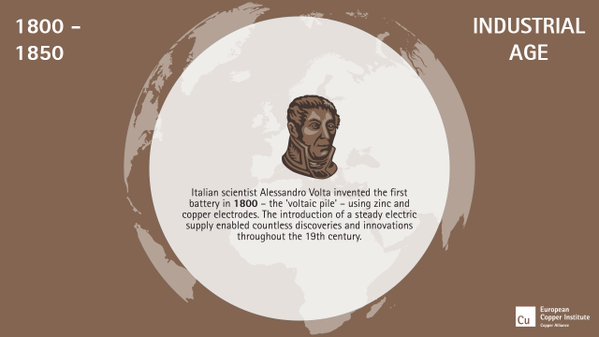 1800 –
1850
INDUSTRIAL
AGE
Italian scientist Alessandro Volta invented the first
battery in 1800 – the 'voltaic pile' – using zinc and
copper electrodes. The introduction of a steady electric
supply enabled countless discoveries and innovations
throughout the 19th century.
Cu
European
Copper Institute
Copper Alliance